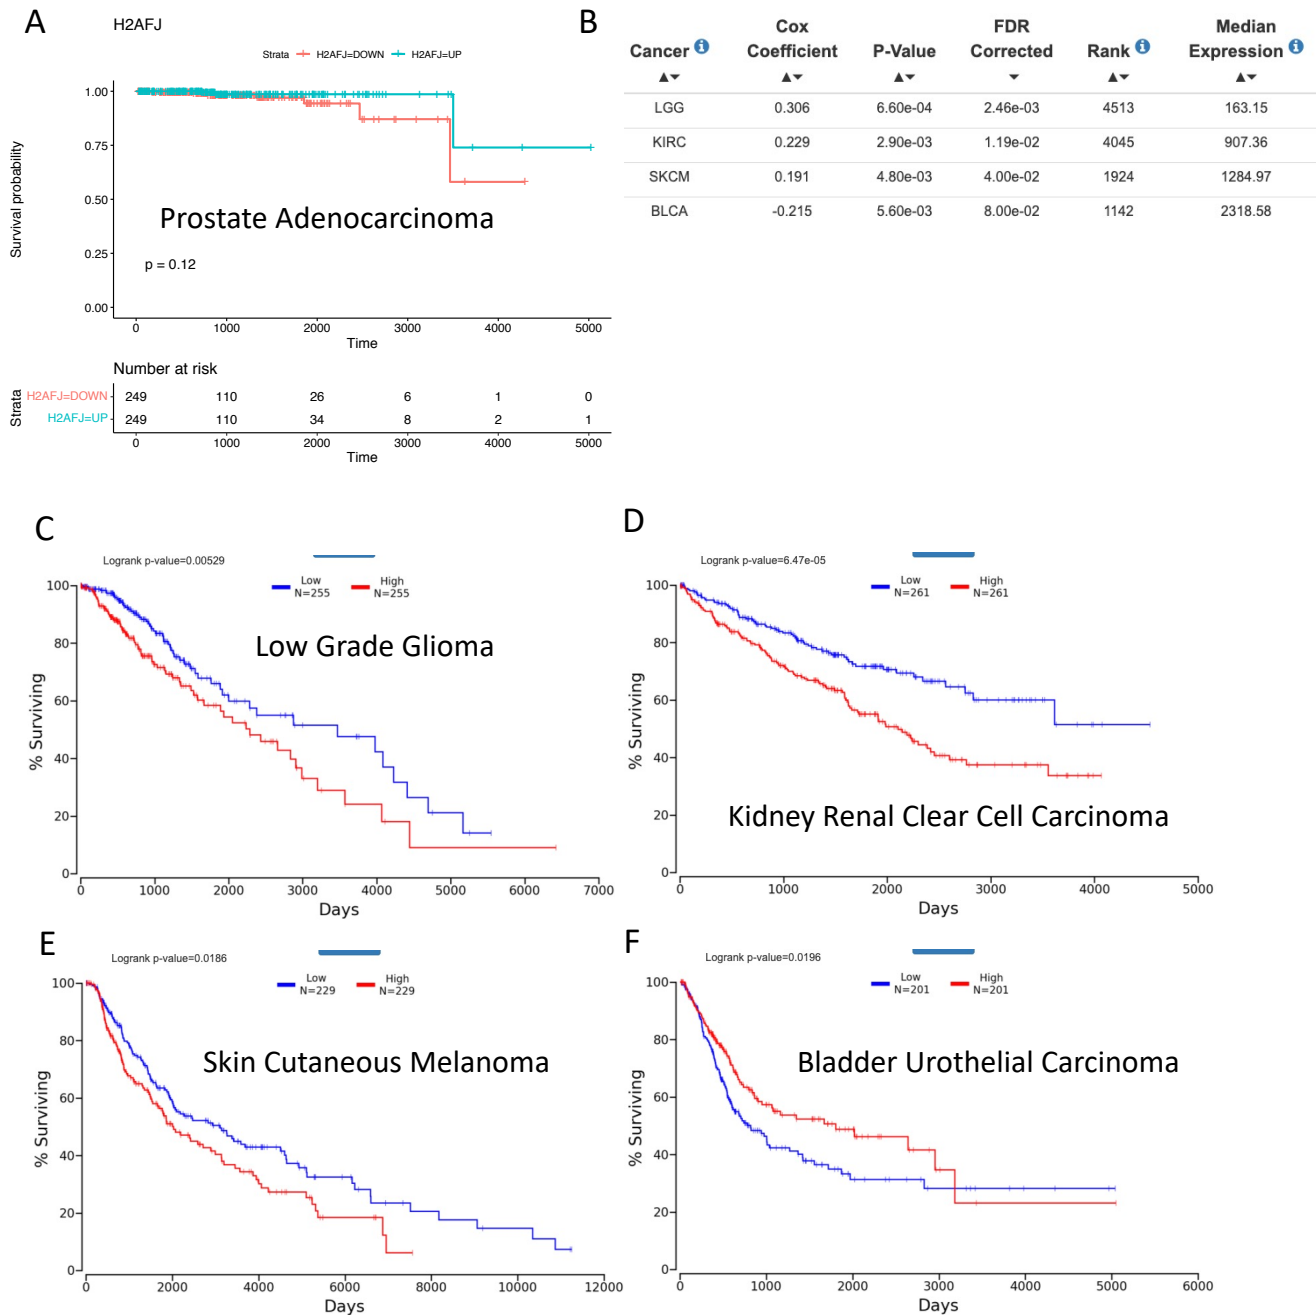 A
H2AFJ
Strata H2AFJ=DOWN H2AFJ=UP
1.00
0.75
0.50
0.25
0.00
Survival probability
Prostate Adenocarcinoma
p = 0.12
0 1000 2000 3000 4000 5000
Time
Number at risk
Strata
H2AFJ=DOWN 249 110 26 6 1 0
H2AFJ=UP 249 110 34 8 2 1
0 1000 2000 3000 4000 5000
Time
B
Cancer Cox Coefficient P-Value FDR Corrected Rank Median Expression
LGG 0.306 6.60e-04 2.46e-03 4513 163.15
KIRC 0.229 2.90e-03 1.19e-02 4045 907.36
SKCM 0.191 4.80e-03 4.00e-02 1924 1284.97
BLCA -0.215 5.60e-03 8.00e-02 1142 2318.58
C
Logrank p-value=0.00529
Low N=255
High N=255
Low Grade Glioma
100
80
60
40
20
0
% Surviving
0 1000 2000 3000 4000 5000 6000 7000
Days
D
Logrank p-value=6.47e-05
Low N=261
High N=261
100
80
60
40
20
0
% Surviving
Kidney Renal Clear Cell Carcinoma
0 1000 2000 3000 4000 5000
Days
E
Logrank p-value=0.0186
Low N=229
High N=229
Skin Cutaneous Melanoma
100
80
60
40
20
0
% Surviving
0 2000 4000 6000 8000 10000 12000
Days
F
Logrank p-value=0.0196
Low N=201
High N=201
Bladder Urothelial Carcinoma
100
80
60
40
20
0
% Surviving
0 1000 2000 3000 4000 5000 6000
Days